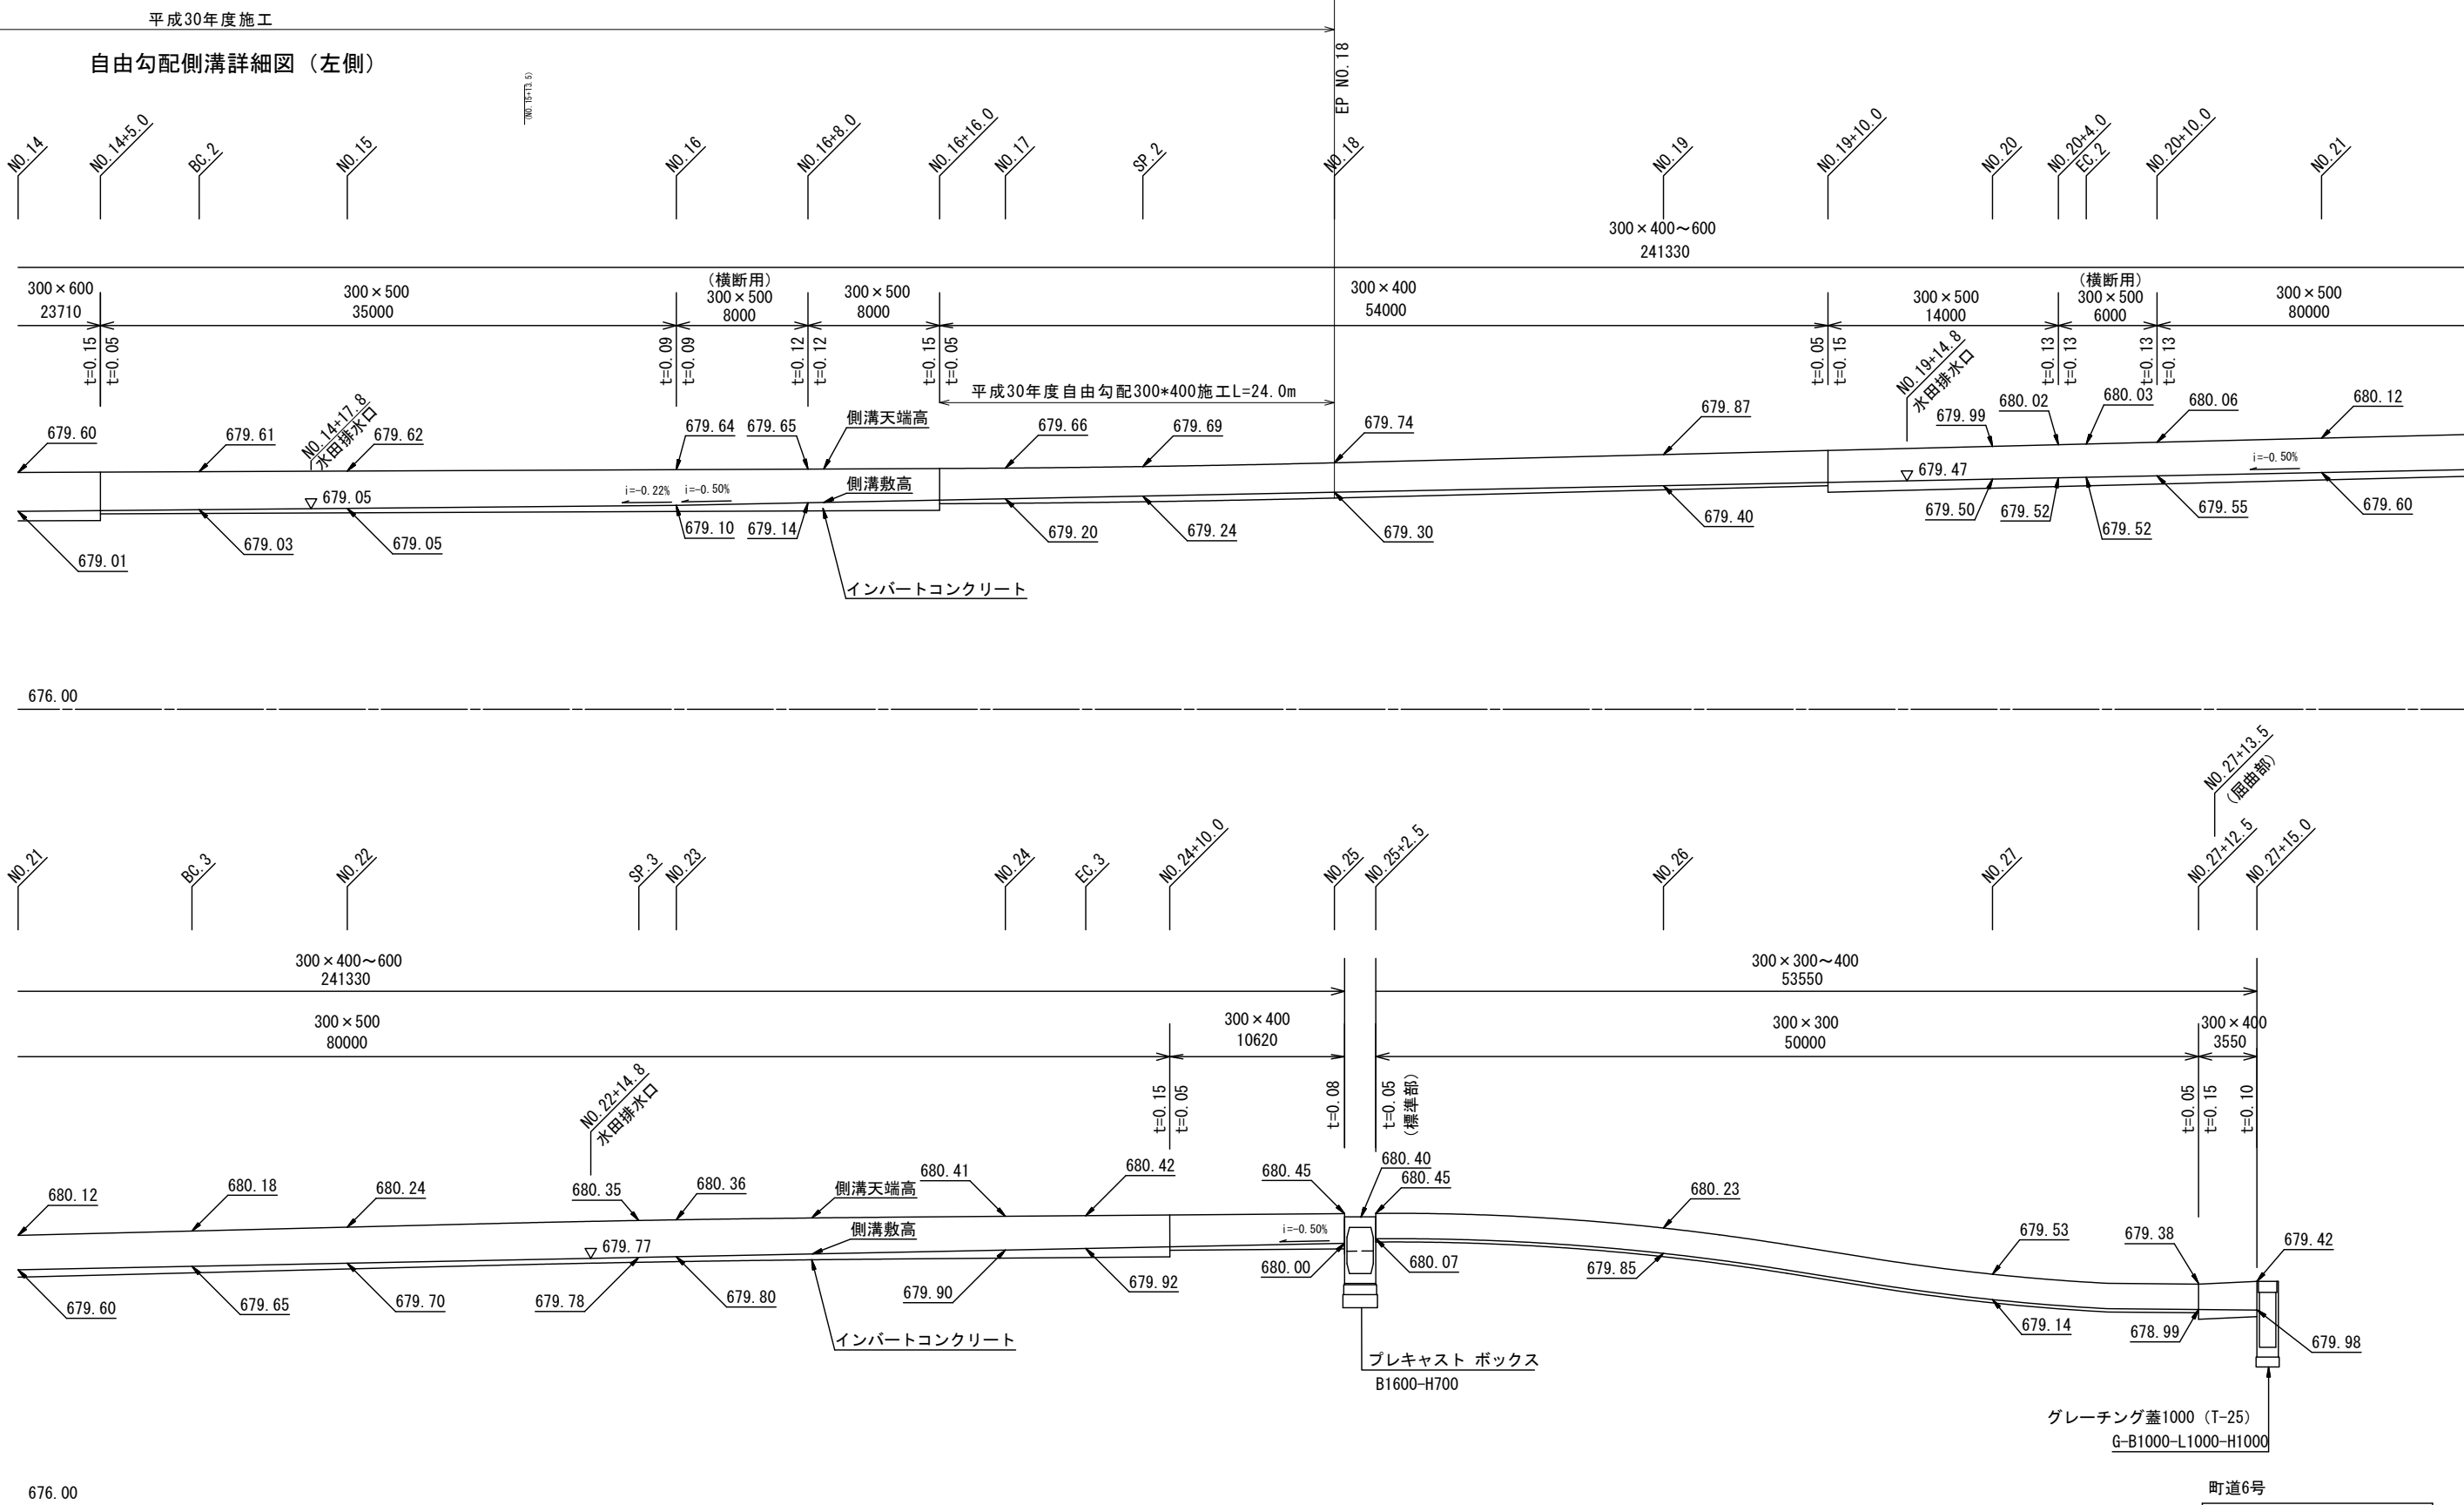 平成30年度施工
自由勾配側溝詳細図（左側）
(NO.15+13.5)
EP NO.18
NO.14
NO.14+5.0
BC.2
NO.15
NO.16
NO.16+8.0
NO.16+16.0
NO.17
SP.2
NO.18
NO.19
NO.19+10.0
NO.20
NO.20+4.0
EC.2
NO.20+10.0
NO.21
300×400～600
241330
300×600
23710
300×500
35000
(横断用)
300×500
8000
300×500
8000
300×400
54000
300×500
14000
(横断用)
300×500
6000
300×500
80000
t=0.15
t=0.05
t=0.09
t=0.09
t=0.12
t=0.12
t=0.15
t=0.05
t=0.05
t=0.15
t=0.13
t=0.13
t=0.13
t=0.13
平成30年度自由勾配300*400施工L=24.0m
NO.14+17.8
水田排水口
NO.19+14.8
水田排水口
679.60
679.61
679.62
679.64
679.65
側溝天端高
679.66
679.69
679.74
679.87
679.99
680.02
680.03
680.06
680.12
679.05
i=-0.22%
i=-0.50%
側溝敷高
679.47
i=-0.50%
679.01
679.03
679.05
679.10
679.14
679.20
679.24
679.30
679.40
679.50
679.52
679.52
679.55
679.60
インバートコンクリート
676.00
NO.27+13.5
(屈曲部)
NO.21
BC.3
NO.22
SP.3
NO.23
NO.24
EC.3
NO.24+10.0
NO.25
NO.25+2.5
NO.26
NO.27
NO.27+12.5
NO.27+15.0
300×400～600
241330
300×300～400
53550
300×500
80000
300×400
10620
300×300
50000
300×400
3550
t=0.15
t=0.05
t=0.08
t=0.05
(標準部)
t=0.05
t=0.15
t=0.10
NO.22+14.8
水田排水口
680.12
680.18
680.24
680.35
680.36
側溝天端高
680.41
680.42
680.45
680.40
680.45
680.23
679.53
679.38
679.42
679.77
側溝敷高
i=-0.50%
679.60
679.65
679.70
679.78
679.80
679.90
679.92
680.00
680.07
679.85
679.14
678.99
679.98
インバートコンクリート
プレキャスト ボックス
B1600-H700
グレーチング蓋1000（T-25）
G-B1000-L1000-H1000
676.00
町道6号